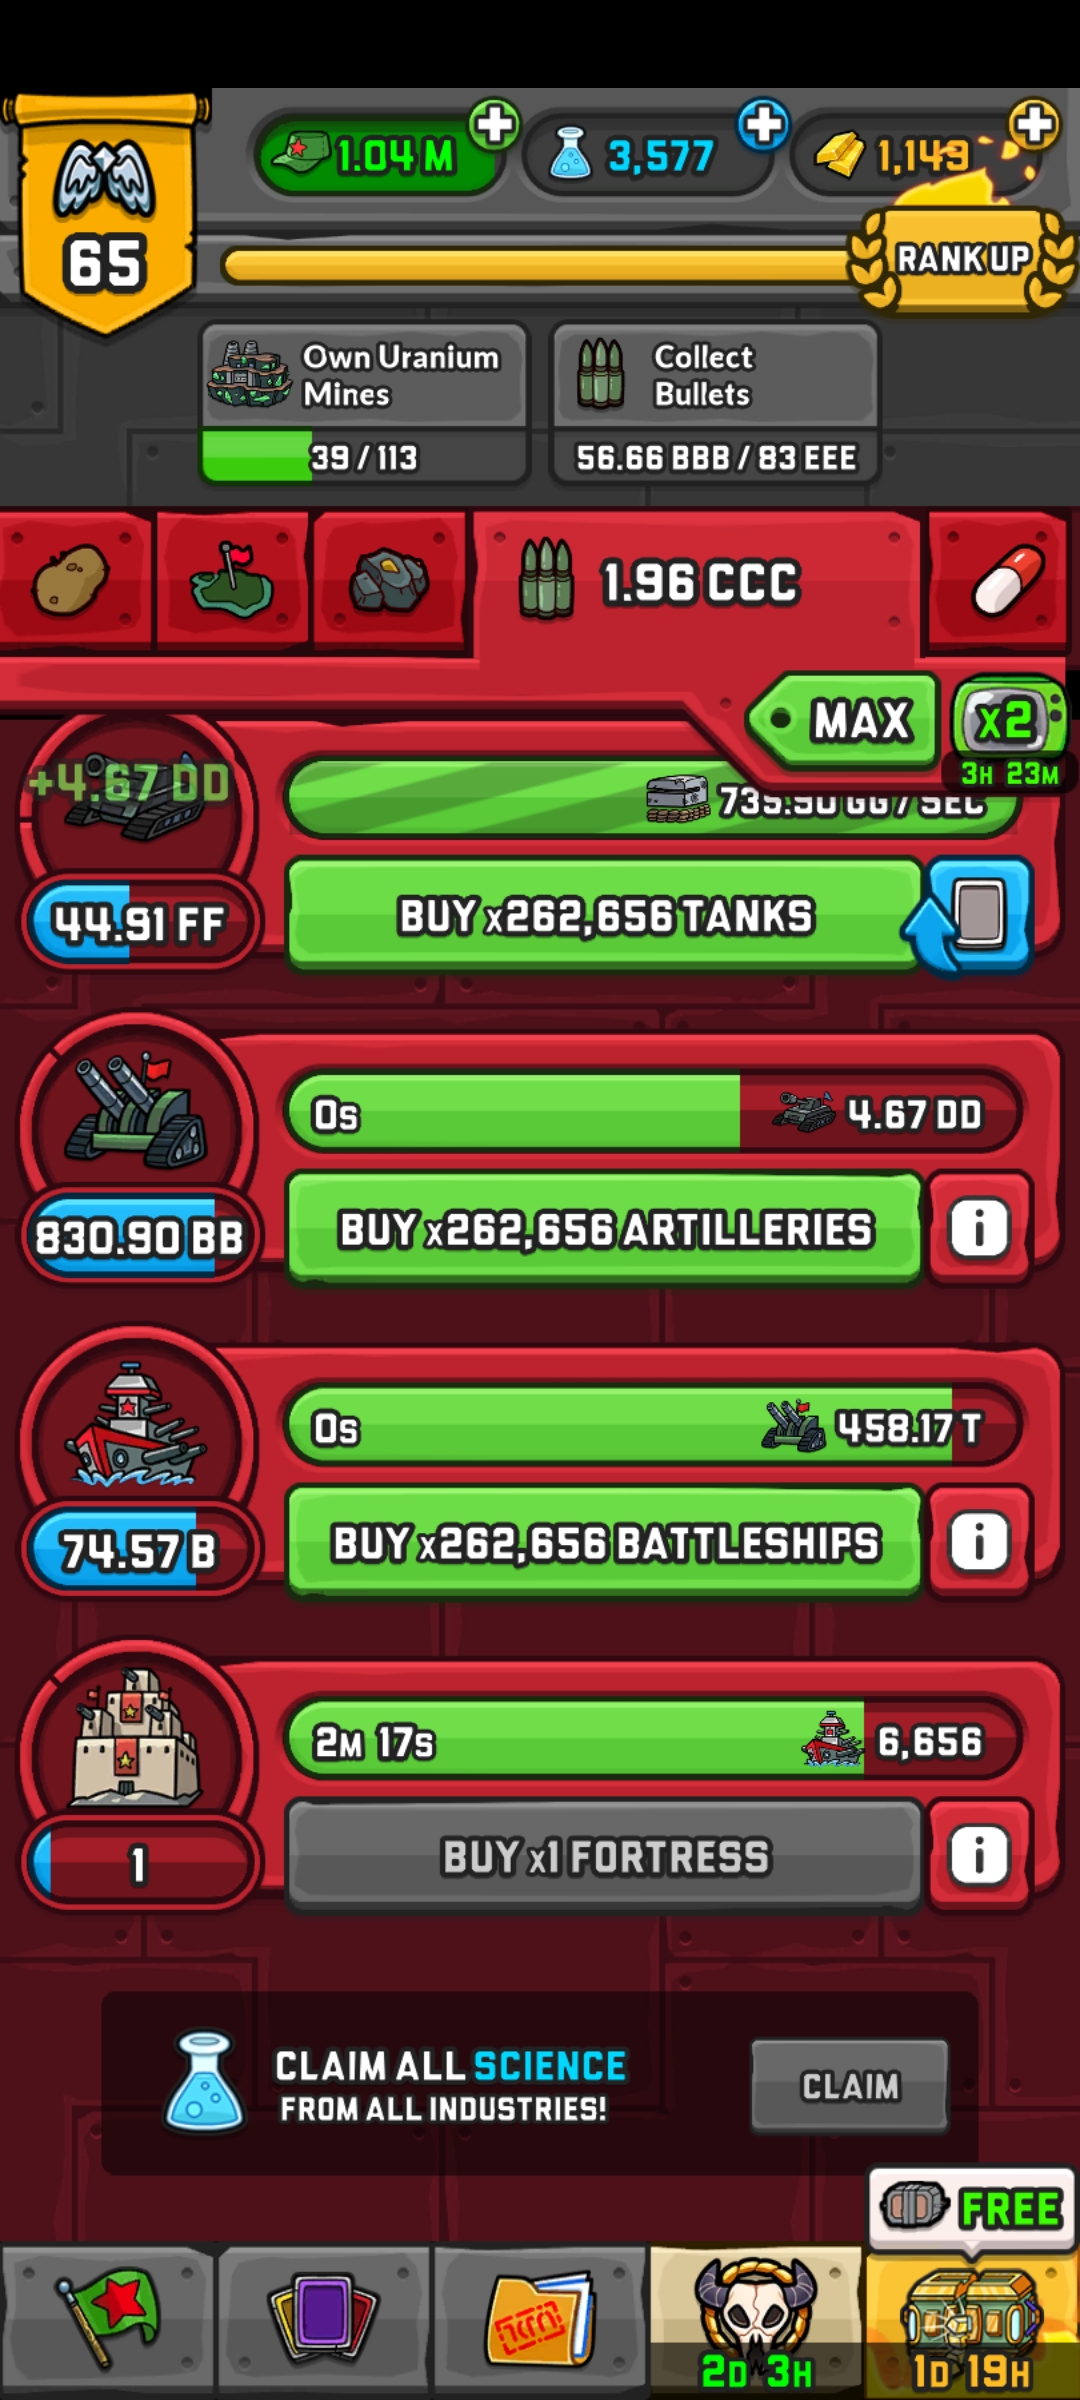 1.04 M
3,577
1,149
65
RANK UP
Own Uranium
Mines
39 / 113
Collect
Bullets
56.66 BBB / 83 EEE
1.96 CCC
MAX
x2
3H 23M
+4.67 DD
735.90 GG / SEC
44.91 FF
BUY x262,656 TANKS
0s
4.67 DD
830.90 BB
BUY x262,656 ARTILLERIES
i
0s
458.17 T
74.57 B
BUY x262,656 BATTLESHIPS
i
2M 17s
6,656
1
BUY x1 FORTRESS
i
CLAIM ALL SCIENCE
FROM ALL INDUSTRIES!
CLAIM
FREE
2D 3H
1D 19H